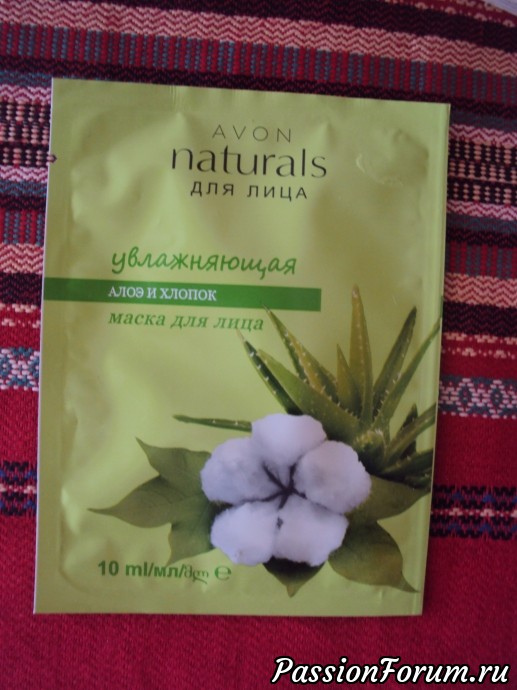 AVON
naturals
ДЛЯ ЛИЦА
увлажняющая
АЛОЭ И ХЛОПОК
маска для лица
10 ml/мл/ e
PassionForum.ru